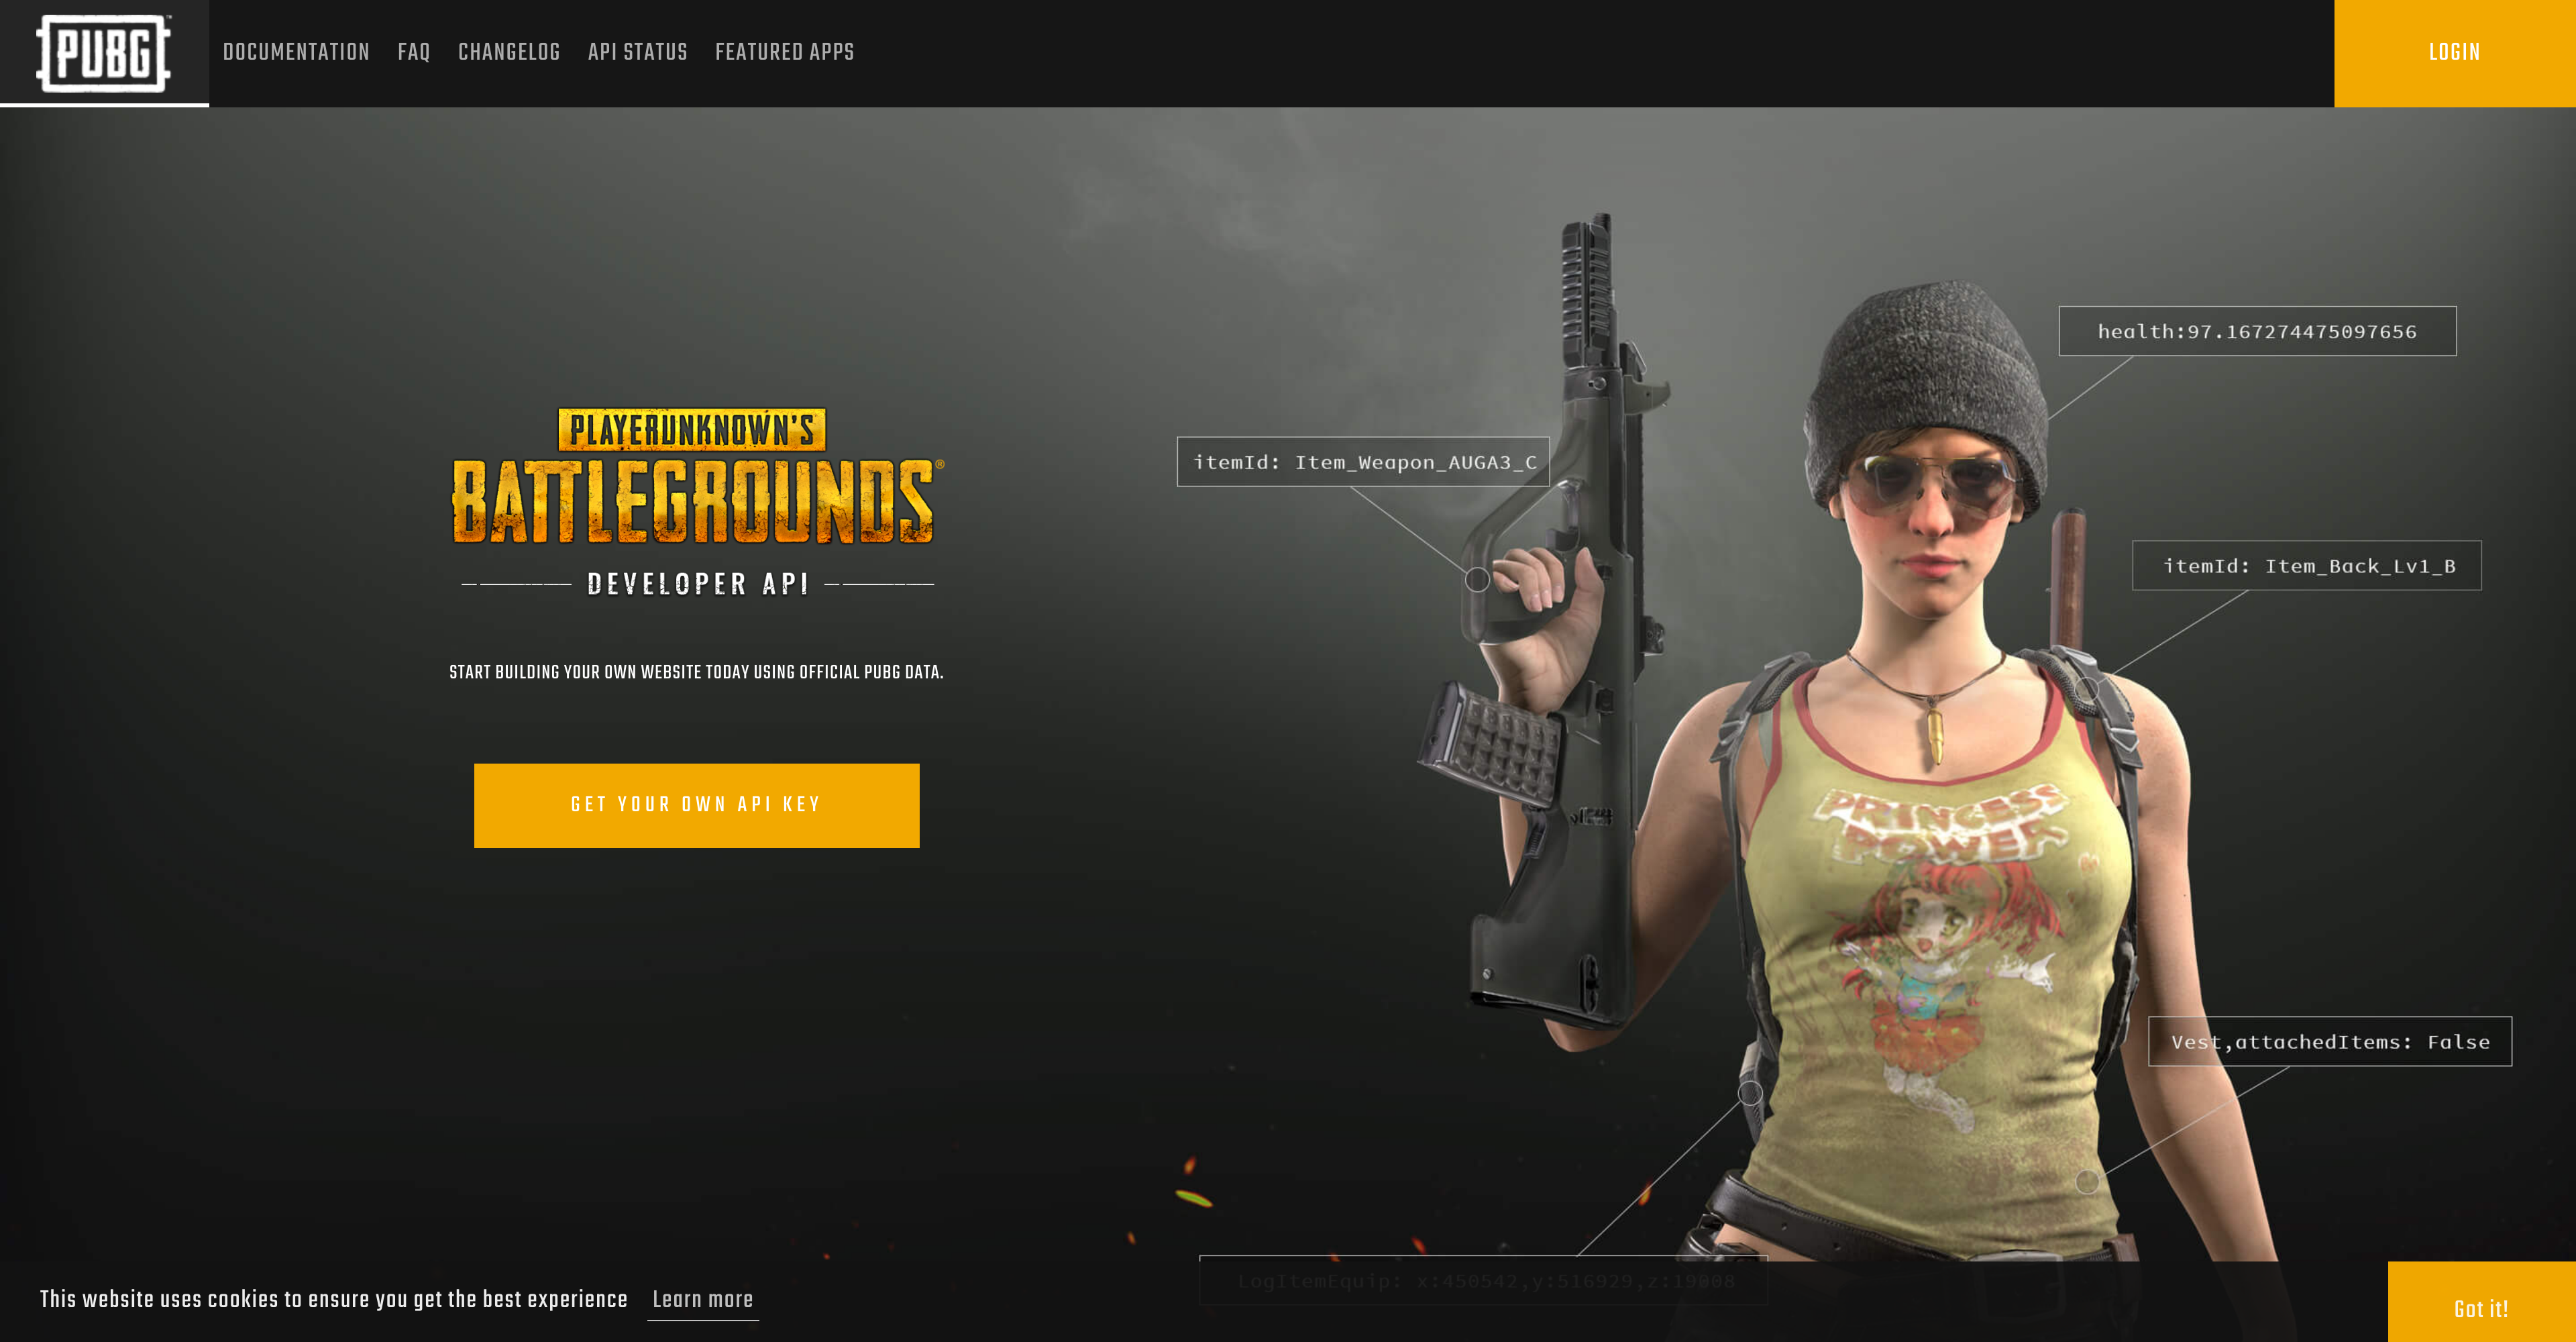 PUBG
DOCUMENTATION FAQ CHANGELOG API STATUS FEATURED APPS
LOGIN
health:97.167274475097656
PLAYERUNKNOWN'S
BATTLEGROUNDS®
itemId: Item_Weapon_AUGA3_C
itemId: Item_Back_Lv1_B
DEVELOPER API
START BUILDING YOUR OWN WEBSITE TODAY USING OFFICIAL PUBG DATA.
GET YOUR OWN API KEY
PRINCESS
POWER
Vest,attachedItems: False
LogItemEquip: x:450542,y:516929,z:19008
This website uses cookies to ensure you get the best experience Learn more
Got it!